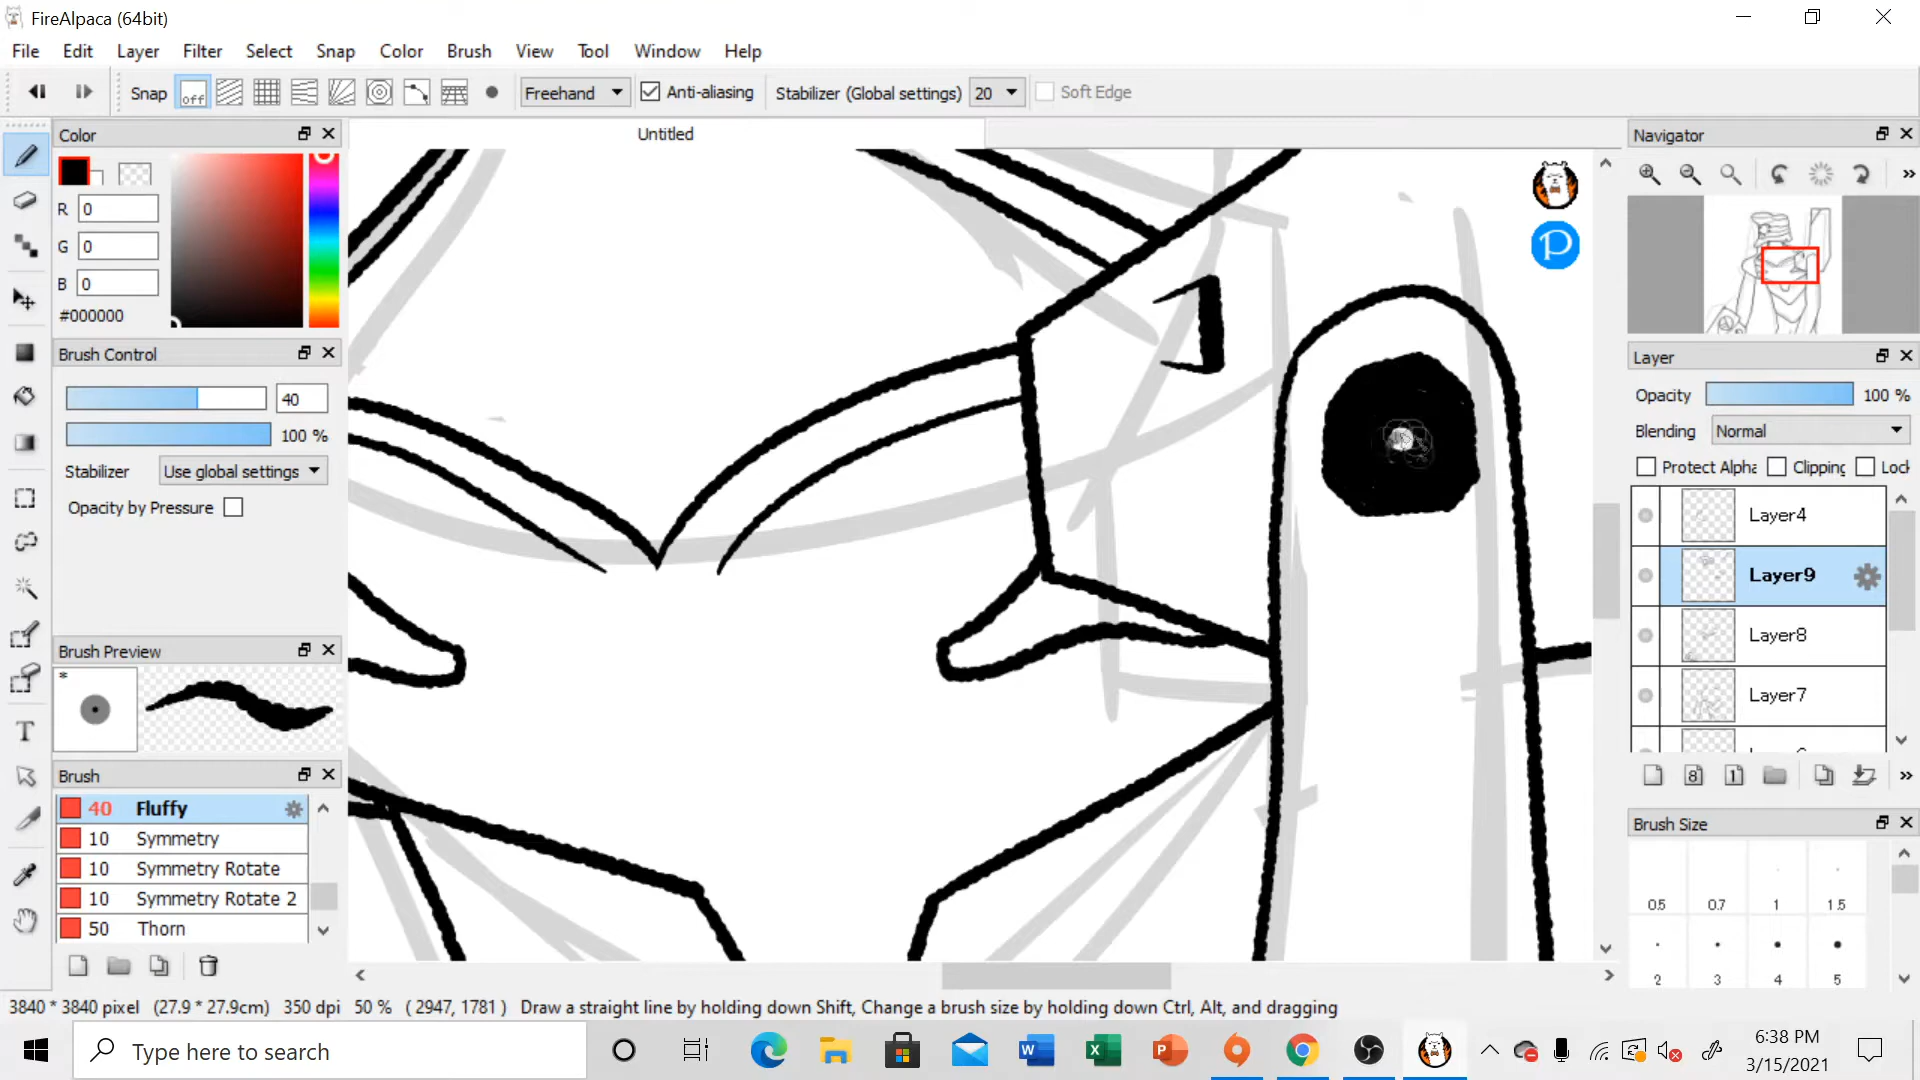 FireAlpaca (64bit)
File Edit Layer Filter Select Snap Color Brush View Tool Window Help
Snap off Freehand Anti-aliasing Stabilizer (Global settings) 20 Soft Edge
Color
Untitled
Navigator
R 0
G 0
B 0
#000000
Brush Control
Layer
40
Opacity 100 %
100 %
Blending Normal
Stabilizer Use global settings
Protect Alpha Clipping Lock
Opacity by Pressure
Layer4
Layer9
Layer8
Layer7
Brush Preview
*
Brush
8 1
40 Fluffy
10 Symmetry
10 Symmetry Rotate
10 Symmetry Rotate 2
50 Thorn
Brush Size
0.5 0.7 1 1.5
2 3 4 5
T
P
3840 * 3840 pixel (27.9 * 27.9cm) 350 dpi 50 % ( 2947, 1781 ) Draw a straight line by holding down Shift, Change a brush size by holding down Ctrl, Alt, and dragging
Type here to search
W X P
6:38 PM
3/15/2021